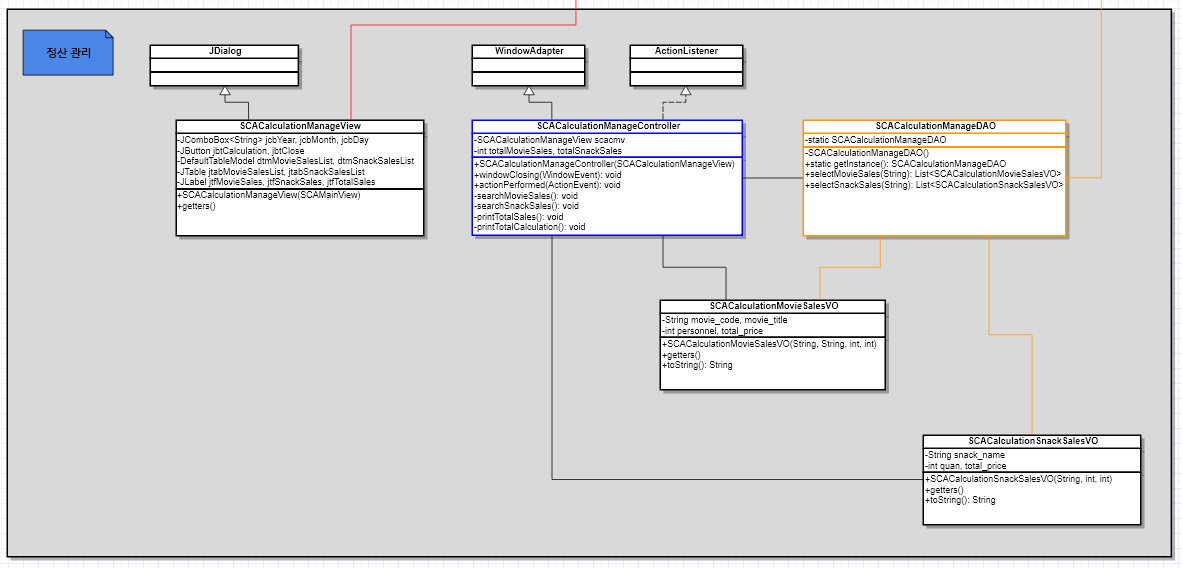 정산 관리
JDialog
WindowAdapter
ActionListener
SCACalculationManageView
-JComboBox<String> jcbYear, jcbMonth, jcbDay
-JButton jbtCalculation, jbtClose
-DefaultTableModel dtmMovieSalesList, dtmSnackSalesList
-JTable jtabMovieSalesList, jtabSnackSalesList
-JLabel jtfMovieSales, jtfSnackSales, jtfTotalSales
+SCACalculationManageView(SCAMainView)
+getters()
SCACalculationManageController
-SCACalculationManageView scacmv
-int totalMovieSales, totalSnackSales
+SCACalculationManageController(SCACalculationManageView)
+windowClosing(WindowEvent): void
+actionPerformed(ActionEvent): void
-searchMovieSales(): void
-searchSnackSales(): void
-printTotalSales(): void
-printTotalCalculation(): void
SCACalculationManageDAO
-static SCACalculationManageDAO
-SCACalculationManageDAO()
+static getInstance(): SCACalculationManageDAO
+selectMovieSales(String): List<SCACalculationMovieSalesVO>
+selectSnackSales(String): List<SCACalculationSnackSalesVO>
SCACalculationMovieSalesVO
-String movie_code, movie_title
-int personnel, total_price
+SCACalculationMovieSalesVO(String, String, int, int)
+getters()
+toString(): String
SCACalculationSnackSalesVO
-String snack_name
-int quan, total_price
+SCACalculationSnackSalesVO(String, int, int)
+getters()
+toString(): String